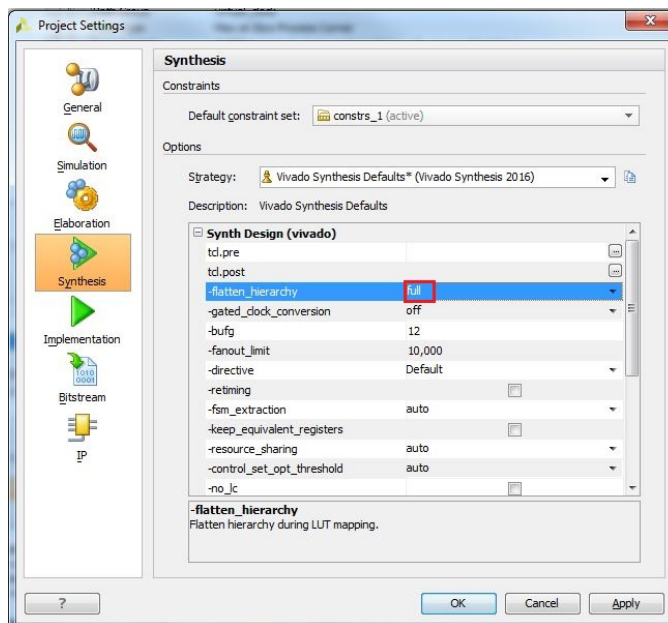 Project Settings
General
Simulation
Elaboration
Synthesis
Implementation
Bitstream
IP
Synthesis
Constraints
Default constraint set: constrs_1 (active)
Options
Strategy: Vivado Synthesis Defaults* (Vivado Synthesis 2016)
Description: Vivado Synthesis Defaults
Synth Design (vivado)
tcl.pre
tcl.post
-flatten_hierarchy full
-gated_clock_conversion off
-bufg 12
-fanout_limit 10,000
-directive Default
-retiming
-fsm_extraction auto
-keep_equivalent_registers
-resource_sharing auto
-control_set_opt_threshold auto
-no_lc
-flatten_hierarchy
Flatten hierarchy during LUT mapping.
? OK Cancel Apply